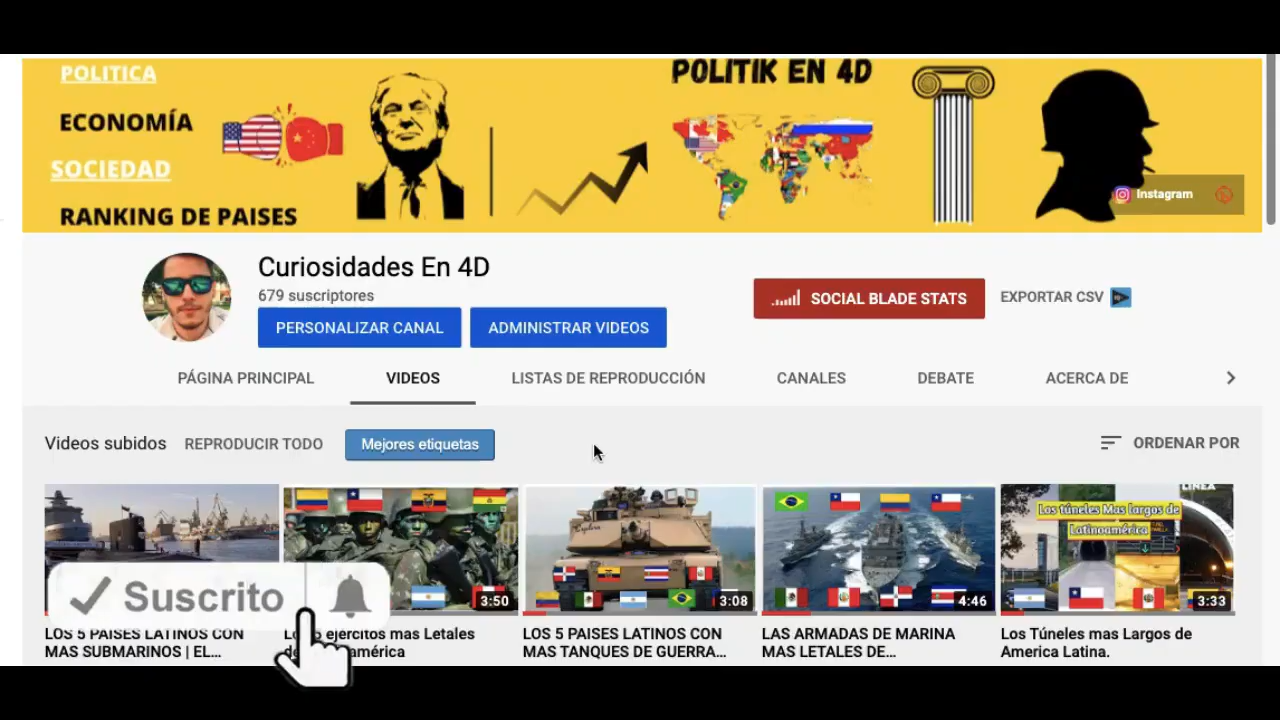 POLITICA
ECONOMÍA
SOCIEDAD
RANKING DE PAISES
POLITIK EN 4D
Instagram
Curiosidades En 4D
679 suscriptores
PERSONALIZAR CANAL
ADMINISTRAR VIDEOS
SOCIAL BLADE STATS
EXPORTAR CSV
PÁGINA PRINCIPAL
VIDEOS
LISTAS DE REPRODUCCIÓN
CANALES
DEBATE
ACERCA DE
Videos subidos
REPRODUCIR TODO
Mejores etiquetas
ORDENAR POR
Los túneles Mas largos de
Latinoamérica
3:50
3:08
4:46
3:33
Suscrito
LOS 5 PAISES LATINOS CON
MAS SUBMARINOS | EL...
ejercitos mas Letales
LOS 5 PAISES LATINOS CON
MAS TANQUES DE GUERRA...
LAS ARMADAS DE MARINA
MAS LETALES DE...
Los Túneles mas Largos de
America Latina.